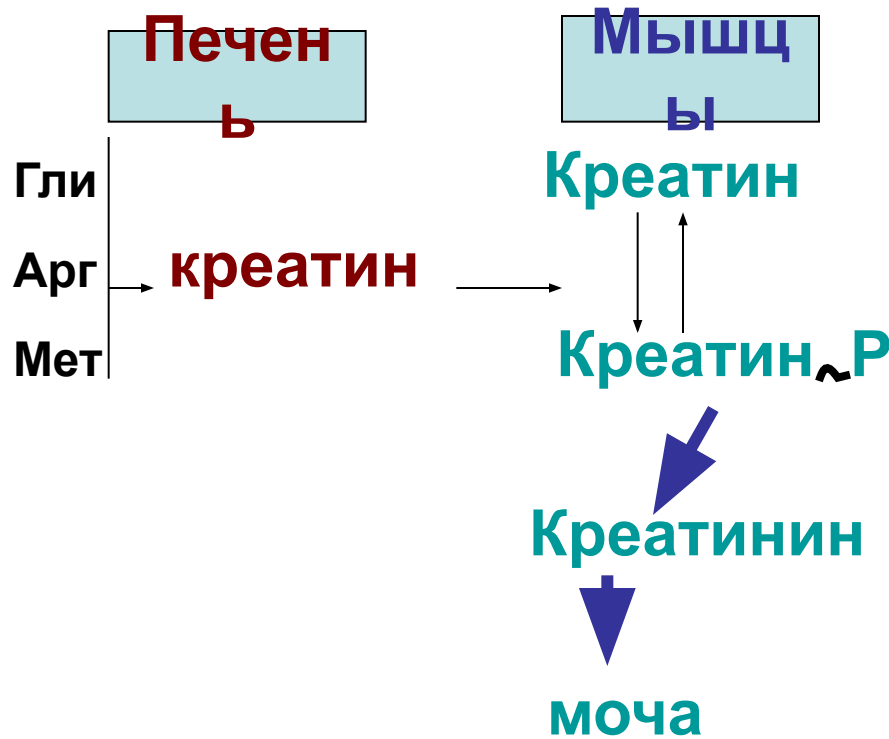 Печен
ь
Мышц
ы
Гли
Арг
Мет
креатин
Креатин
Креатин~Р
Креатинин
моча